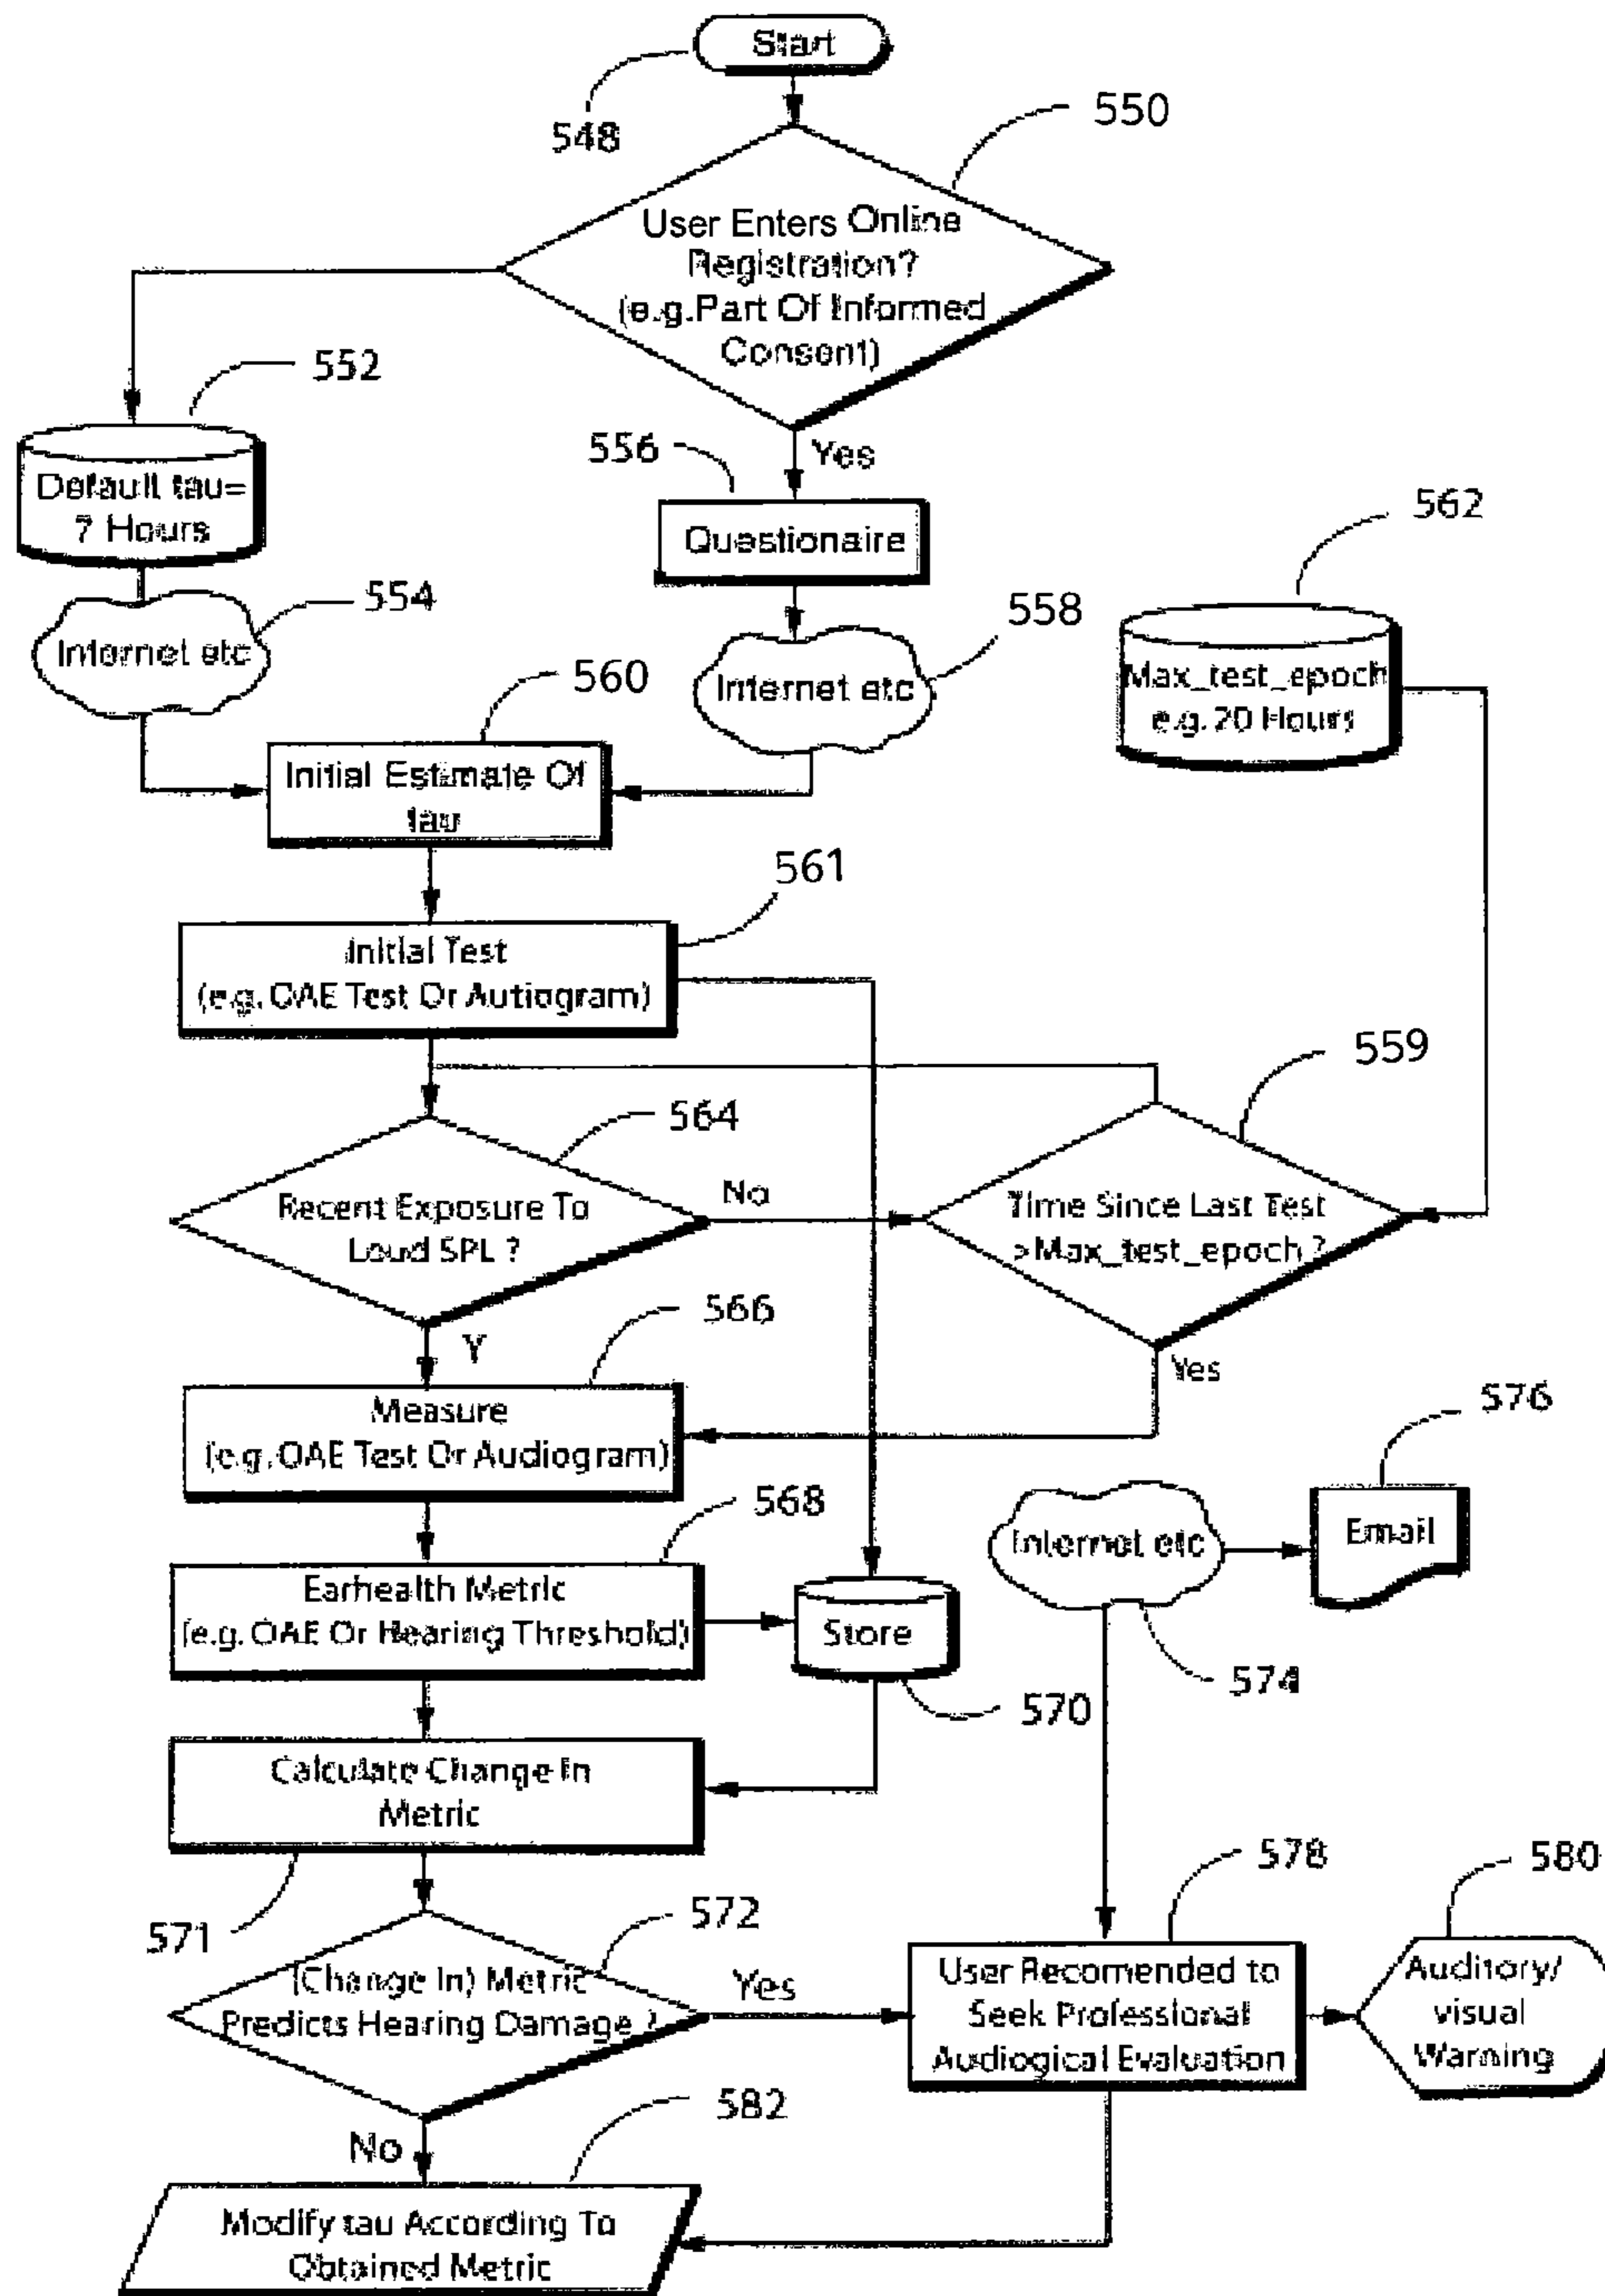 Start
548
550
User Enters Online
Registration?
(e.g.Part Of Informed
Consent)
552
Default tau=
7 Hours
556
Yes
Questionaire
562
Max_test_epoch
e.g. 20 Hours
554
Internet etc
558
Internet etc
560
Initial Estimate Of
tau
561
Initial Test
(e.g. OAE Test Or Autiogram)
559
564
Recent Exposure To
Loud SPL ?
No
Time Since Last Test
>Max_test_epoch ?
Y
566
Yes
Measure
(e.g. OAE Test Or Audiogram)
576
568
Internet etc
Email
Earhealth Metric
(e.g. OAE Or Hearing Threshold)
Store
574
570
Calculate Change In
Metric
571
572
578
580
(Change In) Metric
Predicts Hearing Damage ?
Yes
User Recomended to
Seek Professional
Audiogical Evaluation
Auditory/
visual
Warning
No
582
Modify tau According To
Obtained Metric